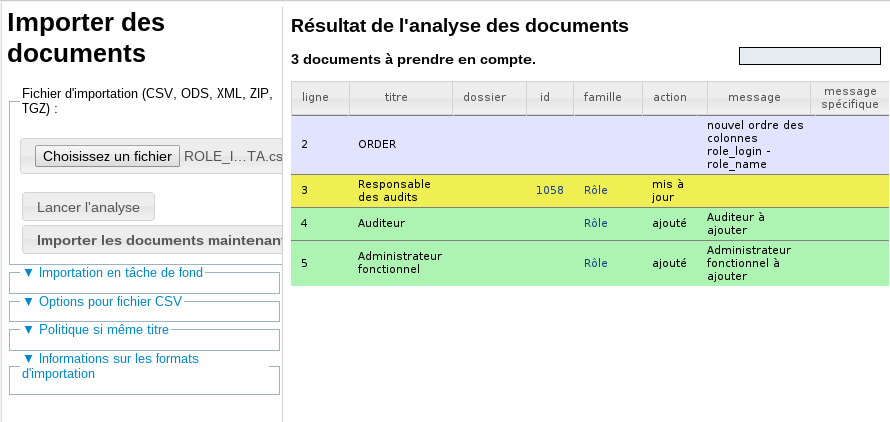 Importer des
documents
Fichier d'importation (CSV, ODS, XML, ZIP,
TGZ) :
Choisissez un fichier ROLE_I…TA.cs
Lancer l'analyse
Importer les documents maintenant
▼ Importation en tâche de fond
▼ Options pour fichier CSV
▼ Politique si même titre
▼ Informations sur les formats
d'importation
Résultat de l'analyse des documents
3 documents à prendre en compte.
ligne titre dossier id famille action message message
spécifique
2 ORDER nouvel ordre des
colonnes
role_login -
role_name
3 Responsable
des audits 1058 Rôle mis à
jour
4 Auditeur Rôle ajouté Auditeur à
ajouter
5 Administrateur
fonctionnel Rôle ajouté Administrateur
fonctionnel à
ajouter